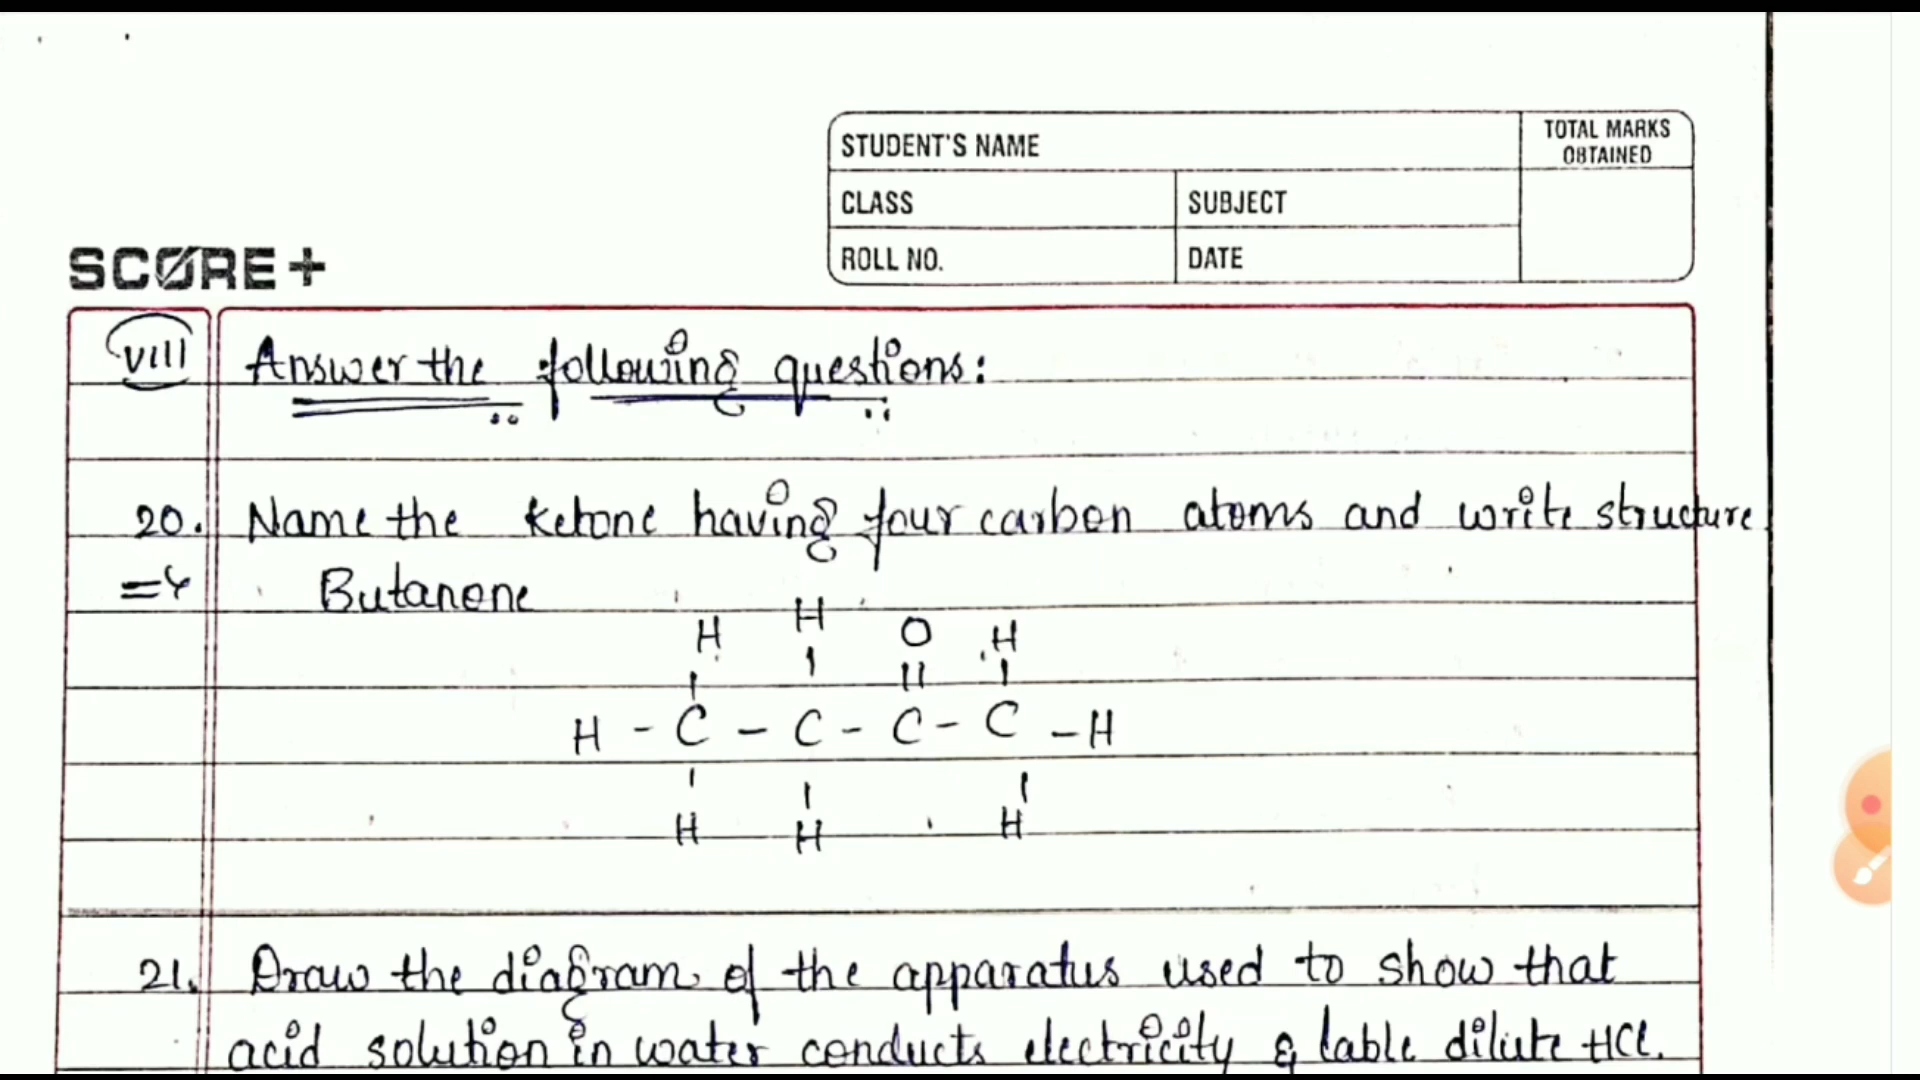 STUDENT'S NAME
TOTAL MARKS OBTAINED
CLASS
SUBJECT
ROLL NO.
DATE
SCORE+
VIII Answer the following questions:
20. Name the ketone having four carbon atoms and write structure.
⇒ Butanone
H H O H
| | || |
H - C - C - C - C - H
| | |
H H H
21. Draw the diagram of the apparatus used to show that
acid solution in water conducts electricity & lable dilute HCl.